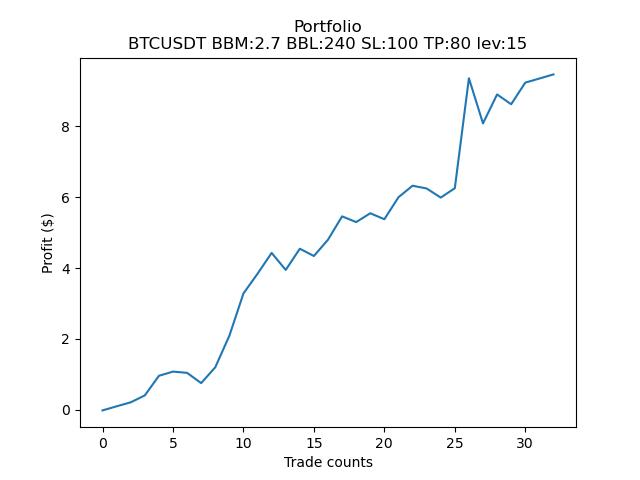 Portfolio
BTCUSDT BBM:2.7 BBL:240 SL:100 TP:80 lev:15
8
6
4
2
0
Profit ($)
0 5 10 15 20 25 30
Trade counts